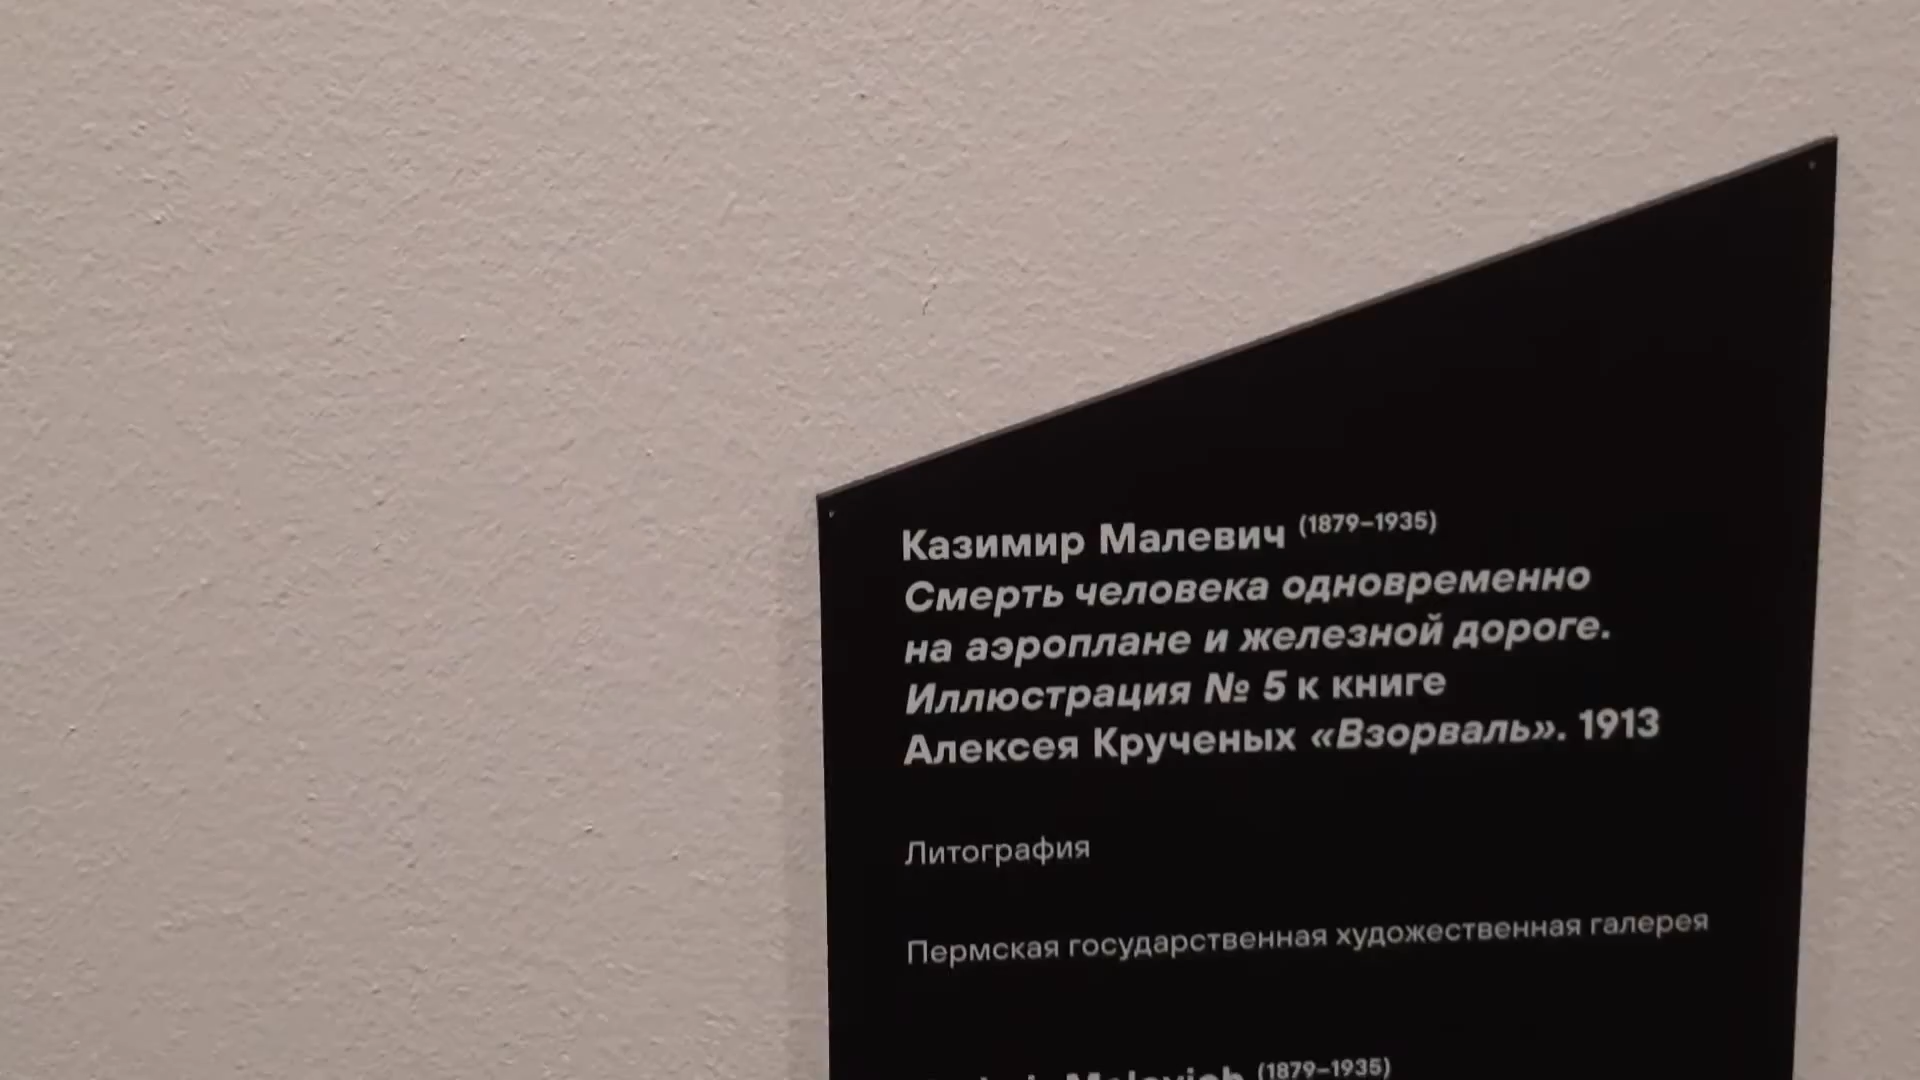 Казимир Малевич (1879–1935)
Смерть человека одновременно
на аэроплане и железной дороге.
Иллюстрация № 5 к книге
Алексея Крученых «Взорваль». 1913
Литография
Пермская государственная художественная галерея
Malevich (1879–1935)